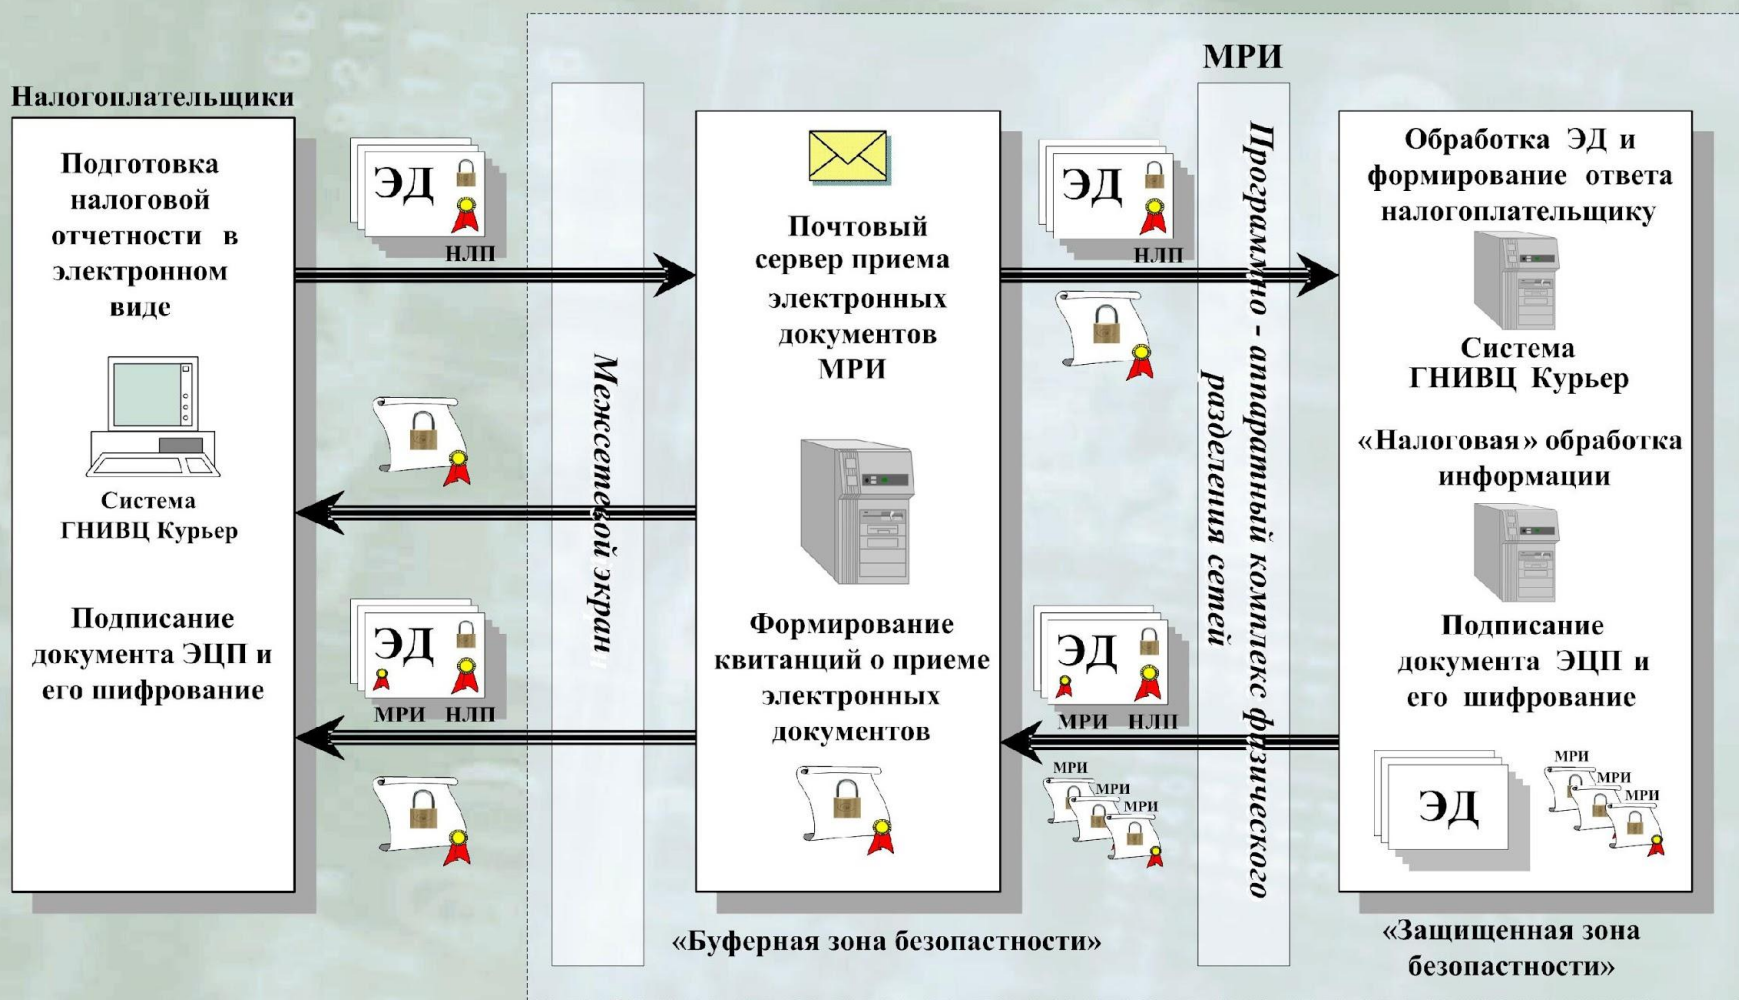 МРИ
Налогоплательщики
Подготовка
налоговой
отчетности в
электронном
виде
Система
ГНИВЦ Курьер
Подписание
документа ЭЦП и
его шифрование
ЭД
НЛП
ЭД
МРИ НЛП
Межсетевой экран
Почтовый
сервер приема
электронных
документов
МРИ
Формирование
квитанций о приеме
электронных
документов
«Буферная зона безопастности»
ЭД
НЛП
ЭД
МРИ НЛП
МРИ
МРИ
МРИ
Программно - аппаратный комплекс физического
разделения сетей
Обработка ЭД и
формирование ответа
налогоплательщику
Система
ГНИВЦ Курьер
«Налоговая» обработка
информации
Подписание
документа ЭЦП и
его шифрование
ЭД
МРИ
МРИ
МРИ
«Защищенная зона
безопастности»